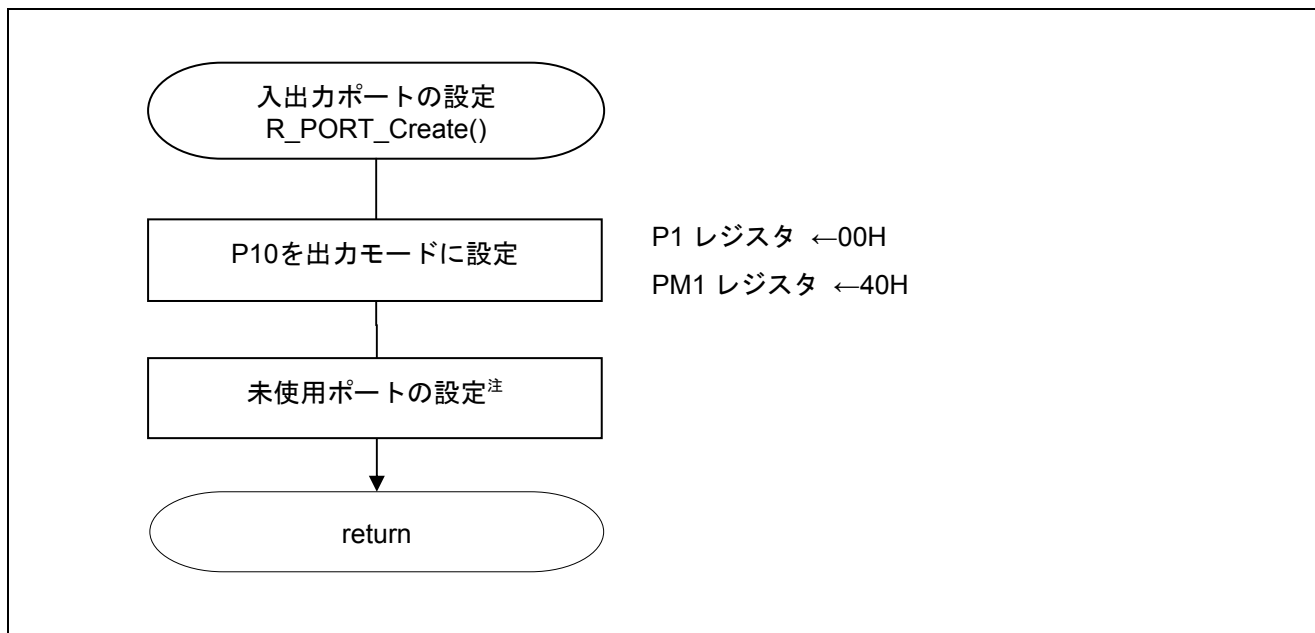 入出力ポートの設定
R_PORT_Create()
P10を出力モードに設定
P1 レジスタ ←00H
PM1 レジスタ ←40H
未使用ポートの設定注
return